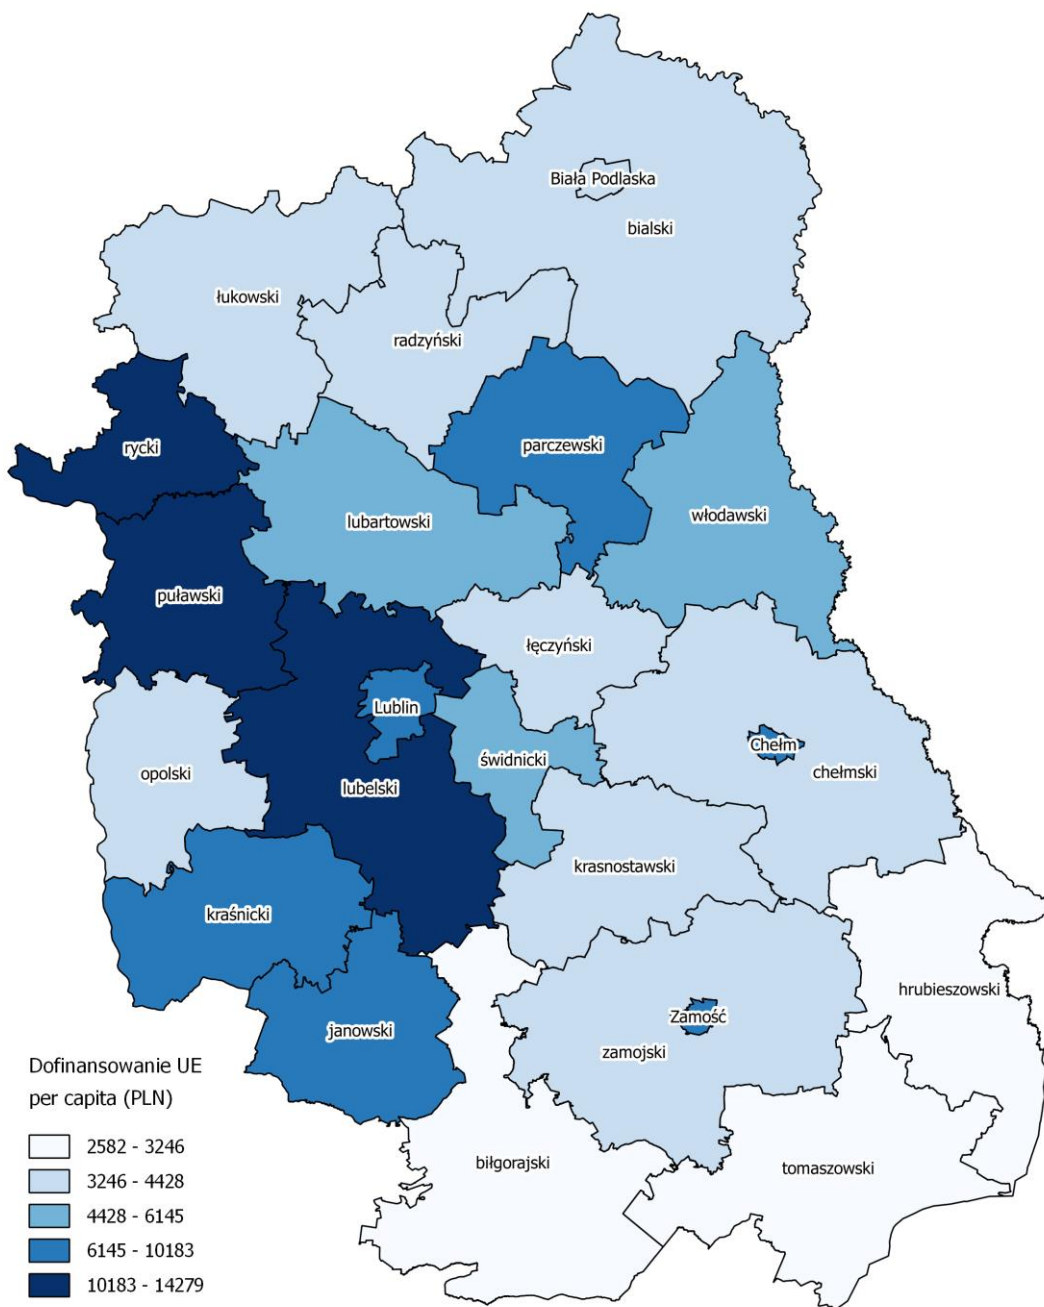 Biała Podlaska
bialski
łukowski
radzyński
rycki
parczewski
lubartowski
włodawski
puławski
łęczyński
Lublin
Chełm
świdnicki
opolski
lubelski
chełmski
krasnostawski
kraśnicki
hrubieszowski
Zamość
janowski
zamojski
biłgorajski
tomaszowski
Dofinansowanie UE
per capita (PLN)
2582 - 3246
3246 - 4428
4428 - 6145
6145 - 10183
10183 - 14279